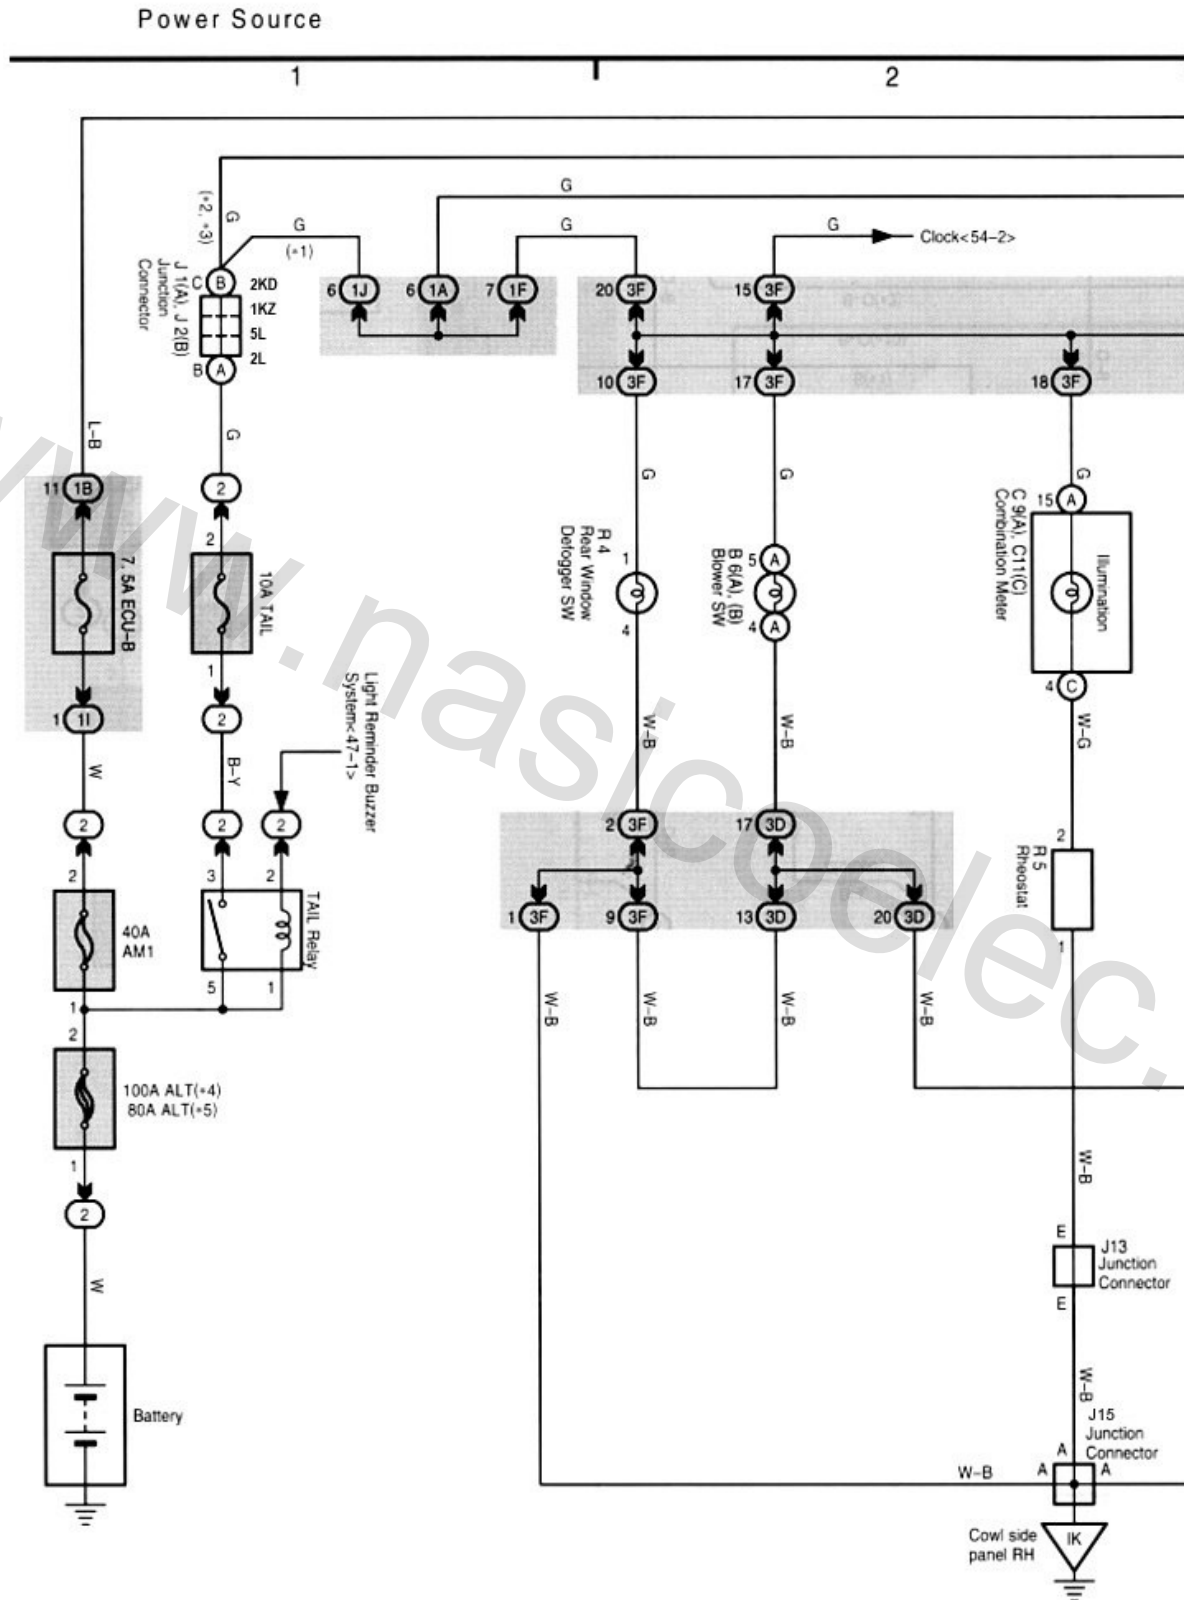 Power Source
1
2
G
G
G
G
(*2, *3)
G
(*1)
Clock<54-2>
J 1(A), J 2(B)
Junction
Connector
C
B
2KD
1KZ
5L
2L
B
A
6
1J
6
1A
7
1F
20
3F
15
3F
10
3F
17
3F
18
3F
L-B
G
G
G
G
11
1B
2
2
7, 5A ECU-B
10A TAIL
1
1
1I
2
R 4
Rear Window
Defogger SW
1
4
B 6(A), (B)
Blower SW
5
A
4
A
C 9(A), C11(C)
Combination Meter
15
A
Illumination
4
C
Light Reminder Buzzer
System<47-1>
W
B-Y
W-B
W-B
W-G
2
2
2
2
3
2
40A
AM1
TAIL Relay
1
5
1
2
3F
17
3D
1
3F
9
3F
13
3D
20
3D
2
R 5
Rheostat
1
W-B
W-B
W-B
W-B
2
100A ALT(*4)
80A ALT(*5)
1
2
W
Battery
W-B
E
J13
Junction
Connector
E
W-B
J15
Junction
Connector
A
A
A
W-B
Cowl side
panel RH
IK
www.nasicoelec.